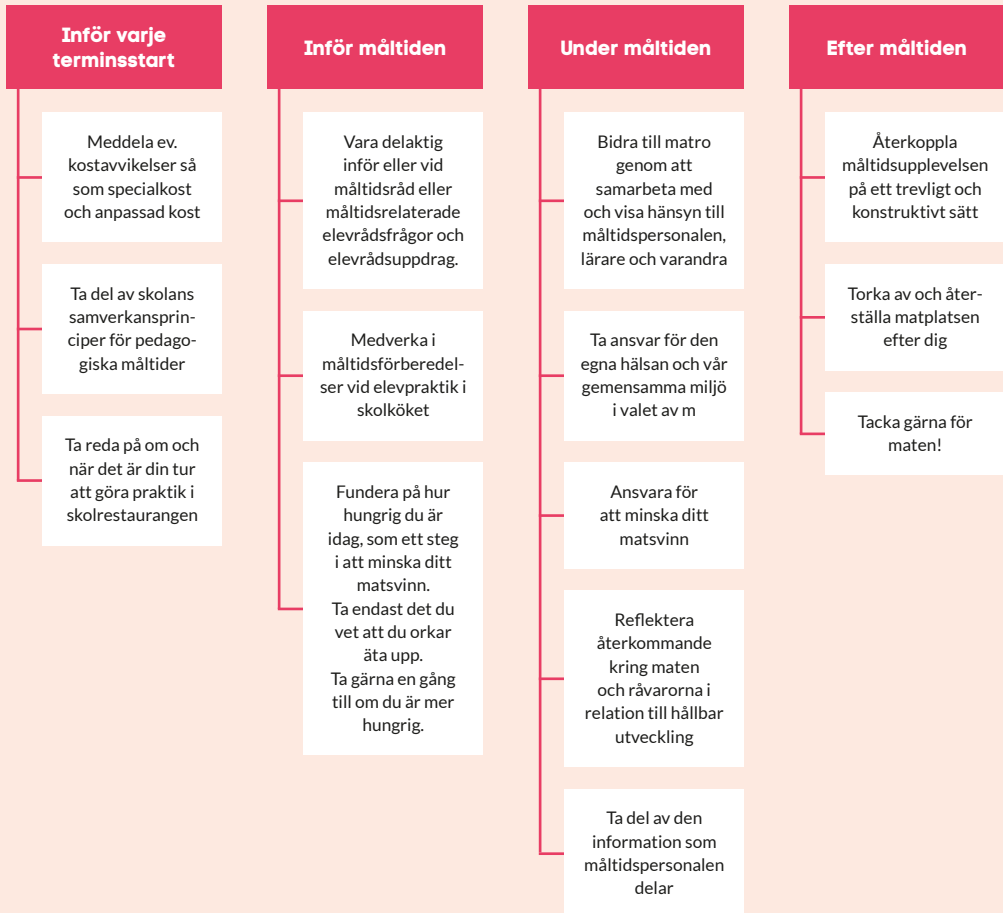 Inför varje
terminsstart
Meddela ev.
kostavvikelser så
som specialkost
och anpassad kost
Ta del av skolans
samverkansprin-
ciper för pedago-
giska måltider
Ta reda på om och
när det är din tur
att göra praktik i
skolrestaurangen
Inför måltiden
Vara delaktig
inför eller vid
måltidsråd eller
måltidsrelaterade
elevrådsfrågor och
elevrådsuppdrag.
Medverka i
måltidsförberedel-
ser vid elevpraktik i
skolköket
Fundera på hur
hungrig du är
idag, som ett steg
i att minska ditt
matsvinn.
Ta endast det du
vet att du orkar
äta upp.
Ta gärna en gång
till om du är mer
hungrig.
Under måltiden
Bidra till matro
genom att
samarbeta med
och visa hänsyn till
måltidspersonalen,
lärare och varandra
Ta ansvar för den
egna hälsan och vår
gemensamma miljö
i valet av m
Ansvara för
att minska ditt
matsvinn
Reflektera
återkommande
kring maten
och råvarorna i
relation till hållbar
utveckling
Ta del av den
information som
måltidspersonalen
delar
Efter måltiden
Återkoppla
måltidsupplevelsen
på ett trevligt och
konstruktivt sätt
Torka av och åter-
ställa matplatsen
efter dig
Tacka gärna för
maten!